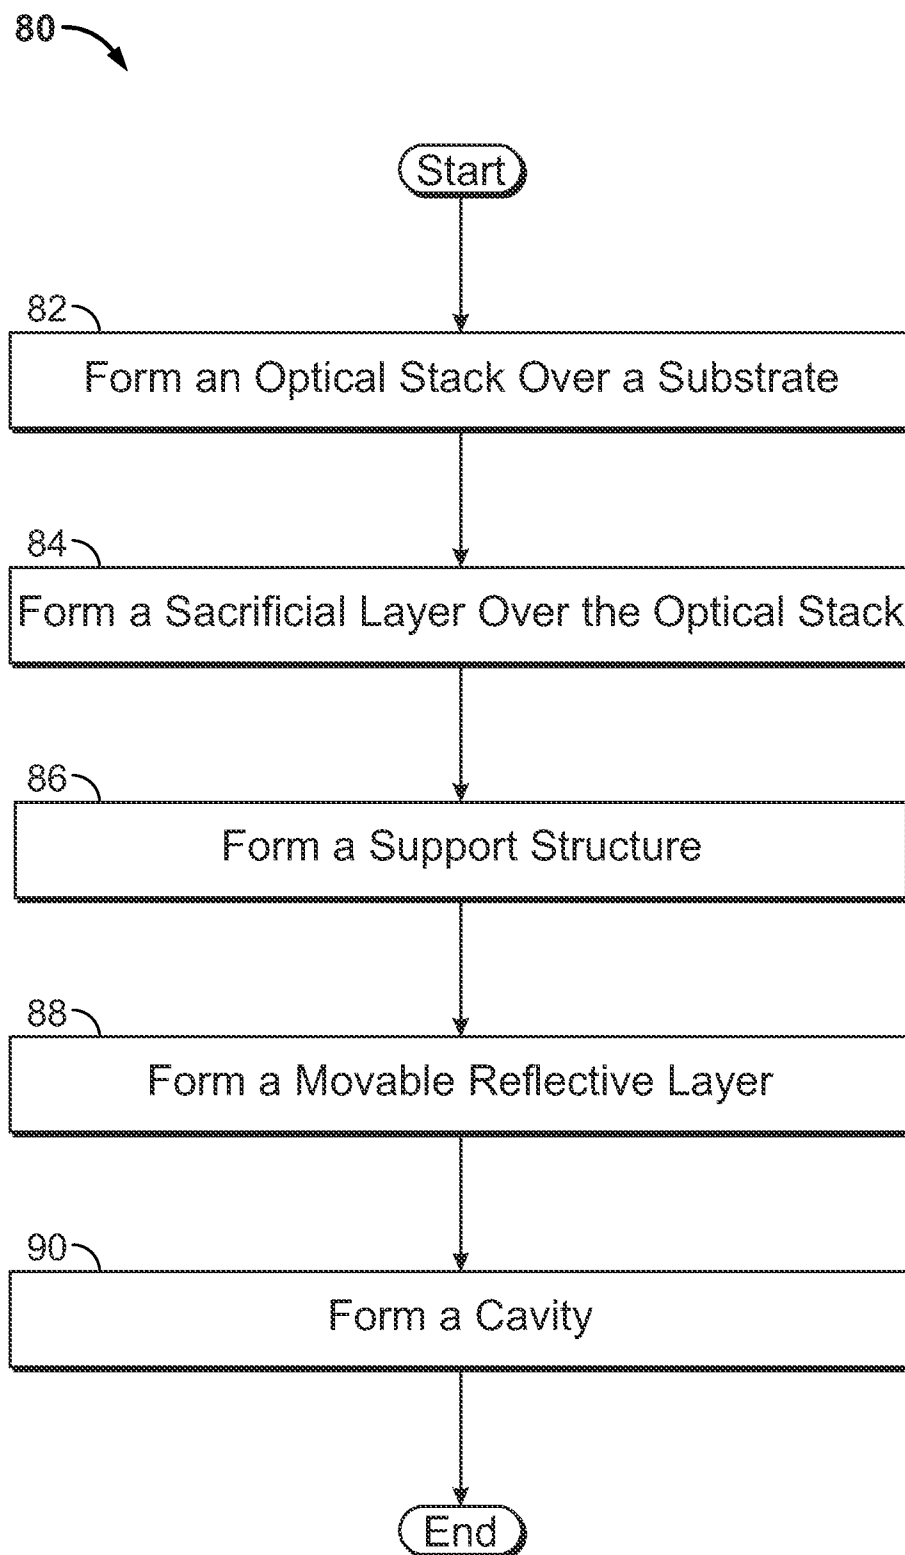 80
Start
82
Form an Optical Stack Over a Substrate
84
Form a Sacrificial Layer Over the Optical Stack
86
Form a Support Structure
88
Form a Movable Reflective Layer
90
Form a Cavity
End